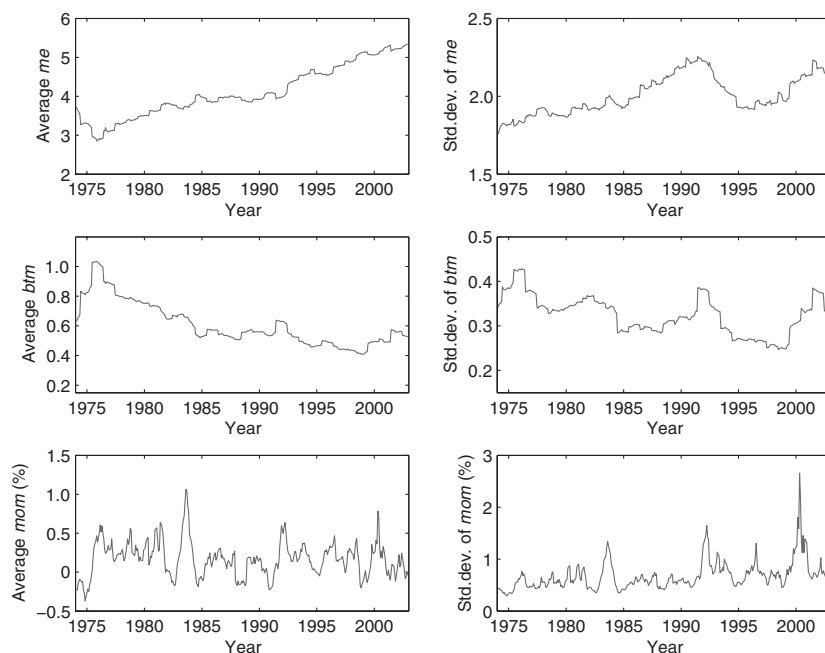 Average me
6
5
4
3
2
1975 1980 1985 1990 1995 2000
Year
Std.dev. of me
2.5
2.0
1.5
1975 1980 1985 1990 1995 2000
Year
Average btm
1.0
0.8
0.6
0.4
0.2
1975 1980 1985 1990 1995 2000
Year
Std.dev. of btm
0.5
0.4
0.3
0.2
1975 1980 1985 1990 1995 2000
Year
Average mom (%)
1.5
1.0
0.5
0
−0.5
1975 1980 1985 1990 1995 2000
Year
Std.dev. of mom (%)
3
2
1
0
1975 1980 1985 1990 1995 2000
Year